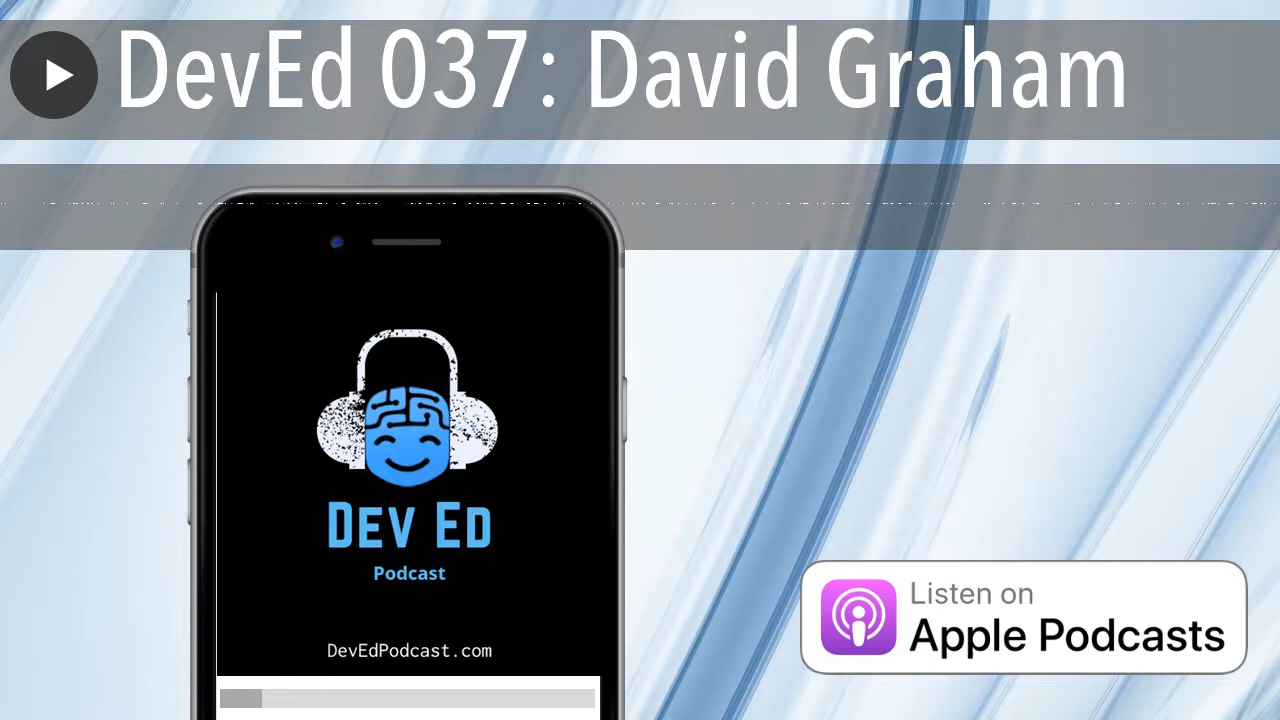 DevEd 037: David Graham
Dev Ed
Podcast
DevEdPodcast.com
Listen on
Apple Podcasts